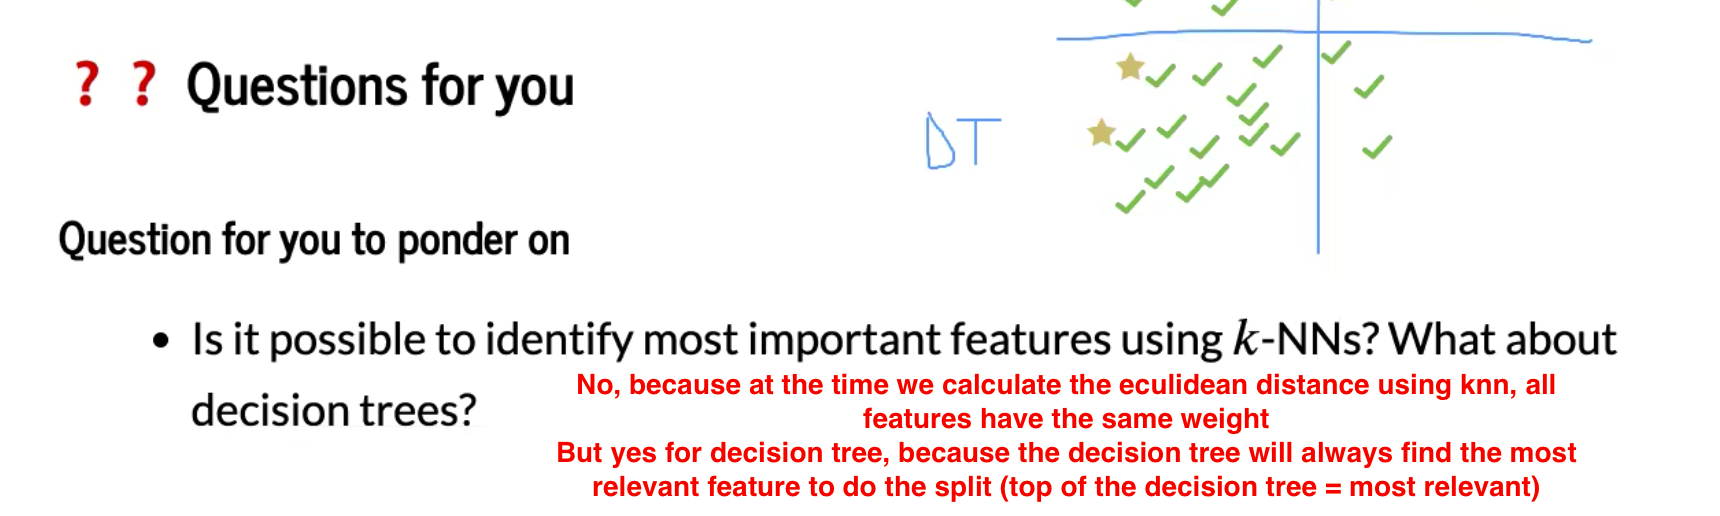 ? ? Questions for you
DT
Question for you to ponder on
• Is it possible to identify most important features using k-NNs? What about
decision trees?
No, because at the time we calculate the eculidean distance using knn, all
features have the same weight
But yes for decision tree, because the decision tree will always find the most
relevant feature to do the split (top of the decision tree = most relevant)